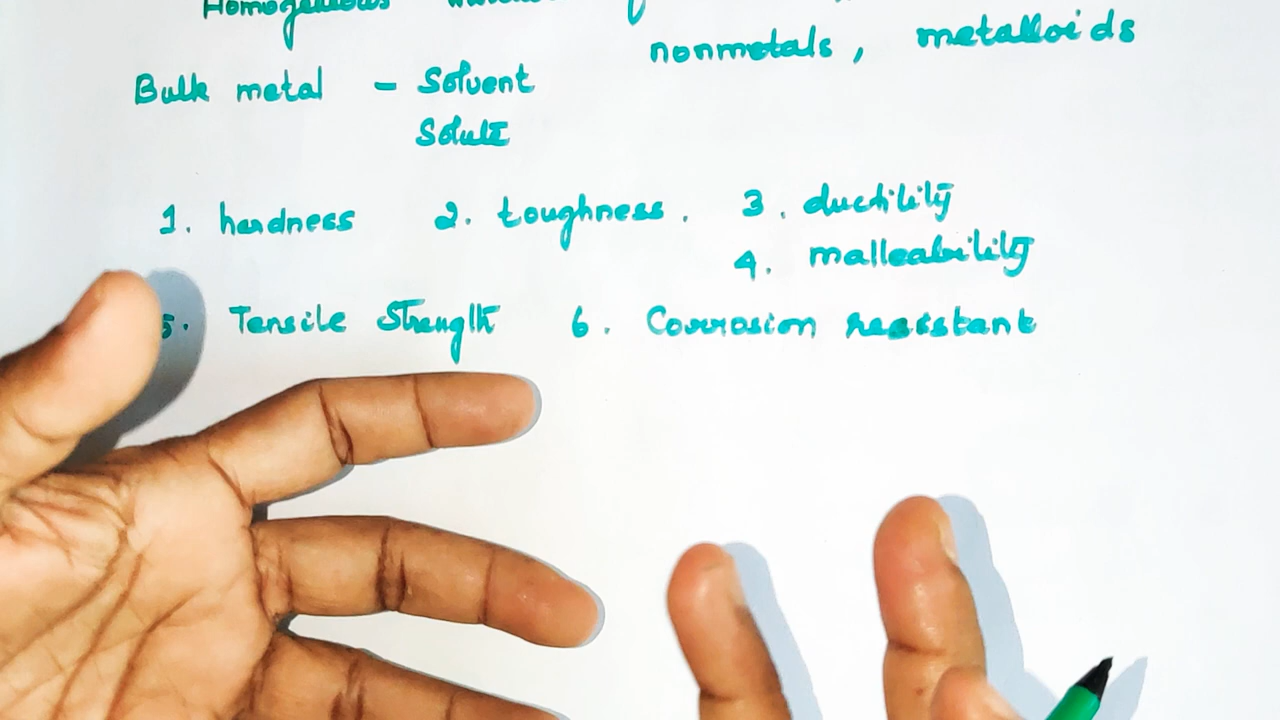 Homogeneous
nonmetals, metalloids
Bulk metal - Solvent
Solute
1. hardness 2. toughness. 3. ductility
4. malleability
5. Tensile Strength 6. Corrosion resistant